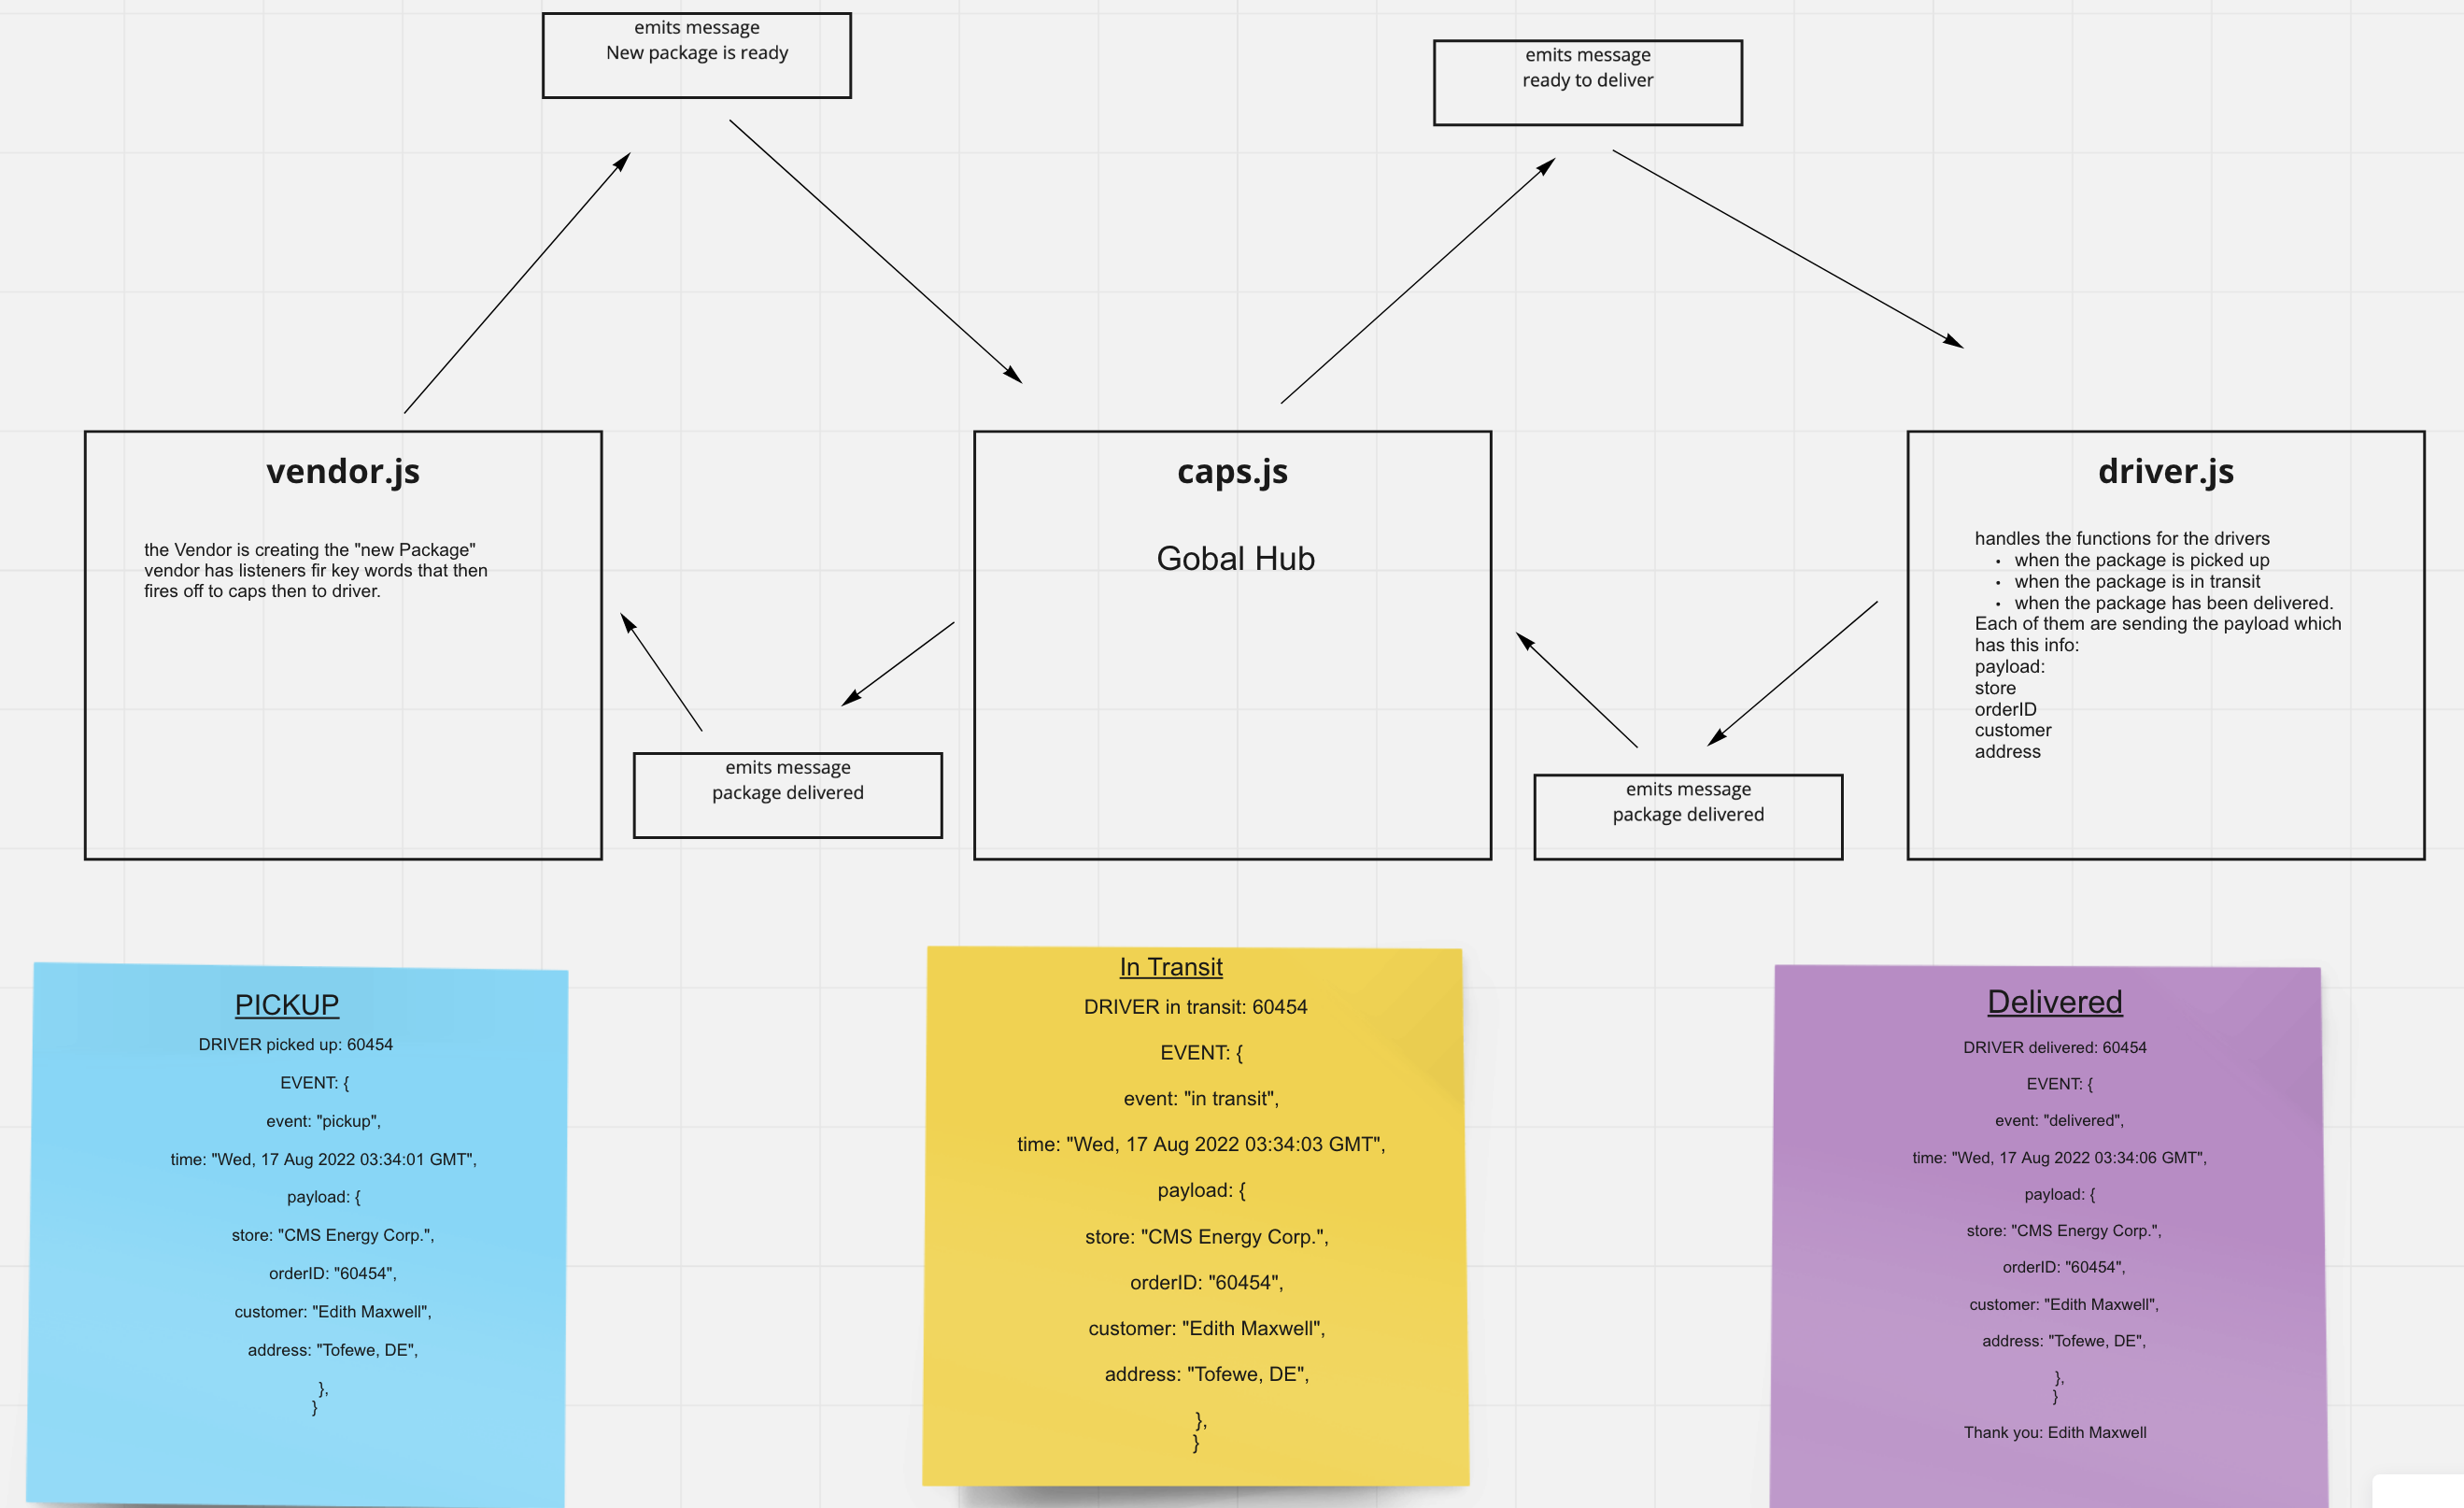 emits message
New package is ready
emits message
ready to deliver
vendor.js
the Vendor is creating the "new Package"
vendor has listeners fir key words that then
fires off to caps then to driver.
caps.js
Gobal Hub
driver.js
handles the functions for the drivers
• when the package is picked up
• when the package is in transit
• when the package has been delivered.
Each of them are sending the payload which
has this info:
payload:
store
orderID
customer
address
emits message
package delivered
emits message
package delivered
PICKUP
DRIVER picked up: 60454
EVENT: {
event: "pickup",
time: "Wed, 17 Aug 2022 03:34:01 GMT",
payload: {
store: "CMS Energy Corp.",
orderID: "60454",
customer: "Edith Maxwell",
address: "Tofewe, DE",
},
}
In Transit
DRIVER in transit: 60454
EVENT: {
event: "in transit",
time: "Wed, 17 Aug 2022 03:34:03 GMT",
payload: {
store: "CMS Energy Corp.",
orderID: "60454",
customer: "Edith Maxwell",
address: "Tofewe, DE",
},
}
Delivered
DRIVER delivered: 60454
EVENT: {
event: "delivered",
time: "Wed, 17 Aug 2022 03:34:06 GMT",
payload: {
store: "CMS Energy Corp.",
orderID: "60454",
customer: "Edith Maxwell",
address: "Tofewe, DE",
},
}
Thank you: Edith Maxwell